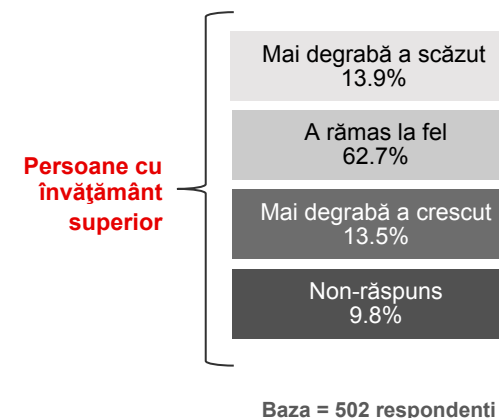 Mai degrabă a scăzut
13.9%
A rămas la fel
62.7%
Persoane cu
învăţământ
superior
Mai degrabă a crescut
13.5%
Non-răspuns
9.8%
Baza = 502 respondenti